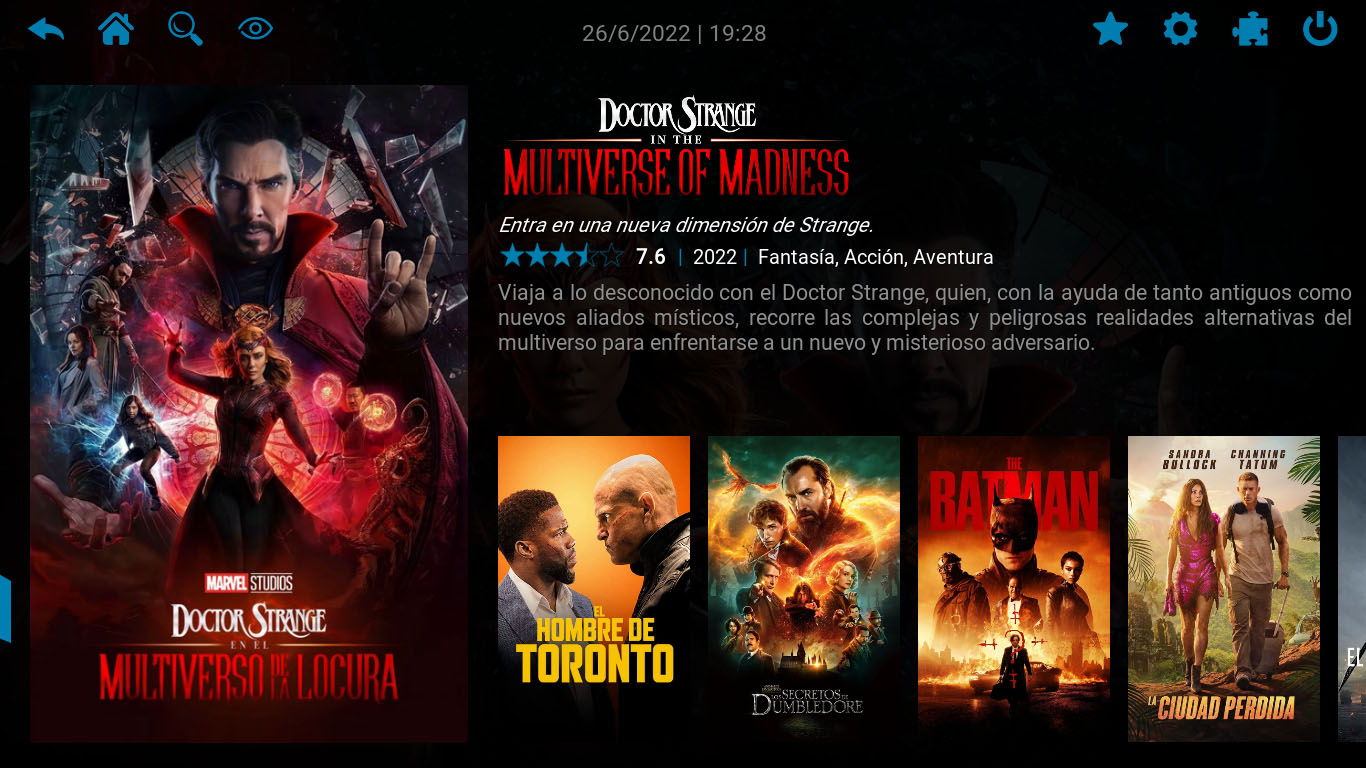 26/6/2022 | 19:28
DOCTOR STRANGE
IN THE
MULTIVERSE OF MADNESS
Entra en una nueva dimensión de Strange.
7.6 | 2022 | Fantasía, Acción, Aventura
Viaja a lo desconocido con el Doctor Strange, quien, con la ayuda de tanto antiguos como
nuevos aliados místicos, recorre las complejas y peligrosas realidades alternativas del
multiverso para enfrentarse a un nuevo y misterioso adversario.
MARVEL STUDIOS
DOCTOR STRANGE
EN EL
MULTIVERSO DE LA LOCURA
EL
HOMBRE DE
TORONTO
LOS SECRETOS DE
DUMBLEDORE
THE
BATMAN
SANDRA BULLOCK
CHANNING TATUM
LA CIUDAD PERDIDA
EL